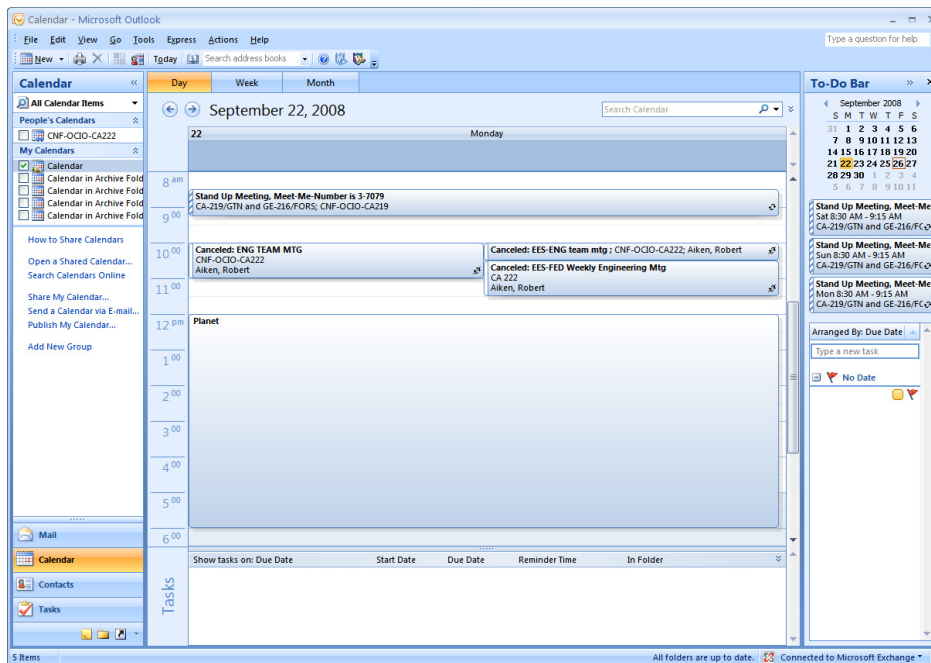 Calendar - Microsoft Outlook
File Edit View Go Tools Express Actions Help
Type a question for help
New
Today
Search address books
Calendar
All Calendar Items
People's Calendars
CNF-OCIO-CA222
My Calendars
Calendar
Calendar in Archive Fold
Calendar in Archive Fold
Calendar in Archive Fold
Calendar in Archive Fold
How to Share Calendars
Open a Shared Calendar...
Search Calendars Online
Share My Calendar...
Send a Calendar via E-mail...
Publish My Calendar...
Add New Group
Mail
Calendar
Contacts
Tasks
Day Week Month
September 22, 2008
Search Calendar
22 Monday
8 am
Stand Up Meeting, Meet-Me-Number is 3-7079
CA-219/GTN and GE-216/FORS; CNF-OCIO-CA219
9 00
10 00
Canceled: ENG TEAM MTG
CNF-OCIO-CA222
Aiken, Robert
Canceled: EES-ENG team mtg ; CNF-OCIO-CA222; Aiken, Robert
Canceled: EES-FED Weekly Engineering Mtg
CA 222
Aiken, Robert
11 00
12 pm
Planet
1 00
2 00
3 00
4 00
5 00
6 00
Tasks
Show tasks on: Due Date Start Date Due Date Reminder Time In Folder
To-Do Bar
September 2008
S M T W T F S
31 1 2 3 4 5 6
7 8 9 10 11 12 13
14 15 16 17 18 19 20
21 22 23 24 25 26 27
28 29 30 1 2 3 4
5 6 7 8 9 10 11
Stand Up Meeting, Meet-Me
Sat 8:30 AM - 9:15 AM
CA-219/GTN and GE-216/FC
Stand Up Meeting, Meet-Me
Sun 8:30 AM - 9:15 AM
CA-219/GTN and GE-216/FC
Stand Up Meeting, Meet-Me
Mon 8:30 AM - 9:15 AM
CA-219/GTN and GE-216/FC
Arranged By: Due Date
Type a new task
No Date
5 Items
All folders are up to date.
Connected to Microsoft Exchange